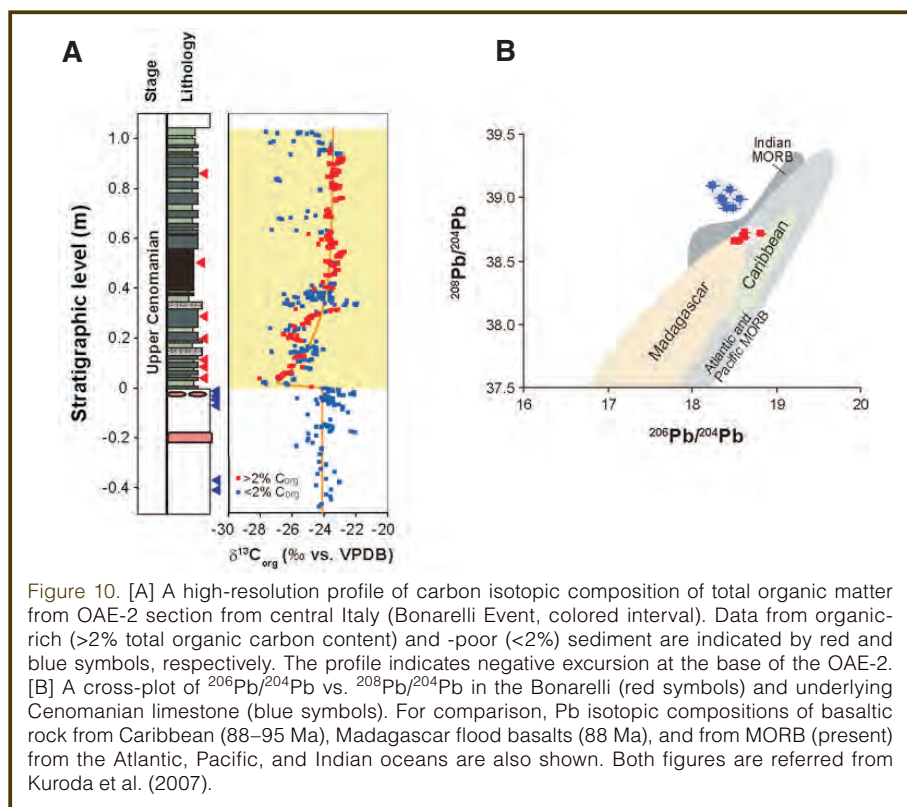 A
B
Stage
Lithology
Upper Cenomanian
Stratigraphic level (m)
1.0
0.8
0.6
0.4
0.2
0
-0.2
-0.4
>2% Corg
<2% Corg
-30 -28 -26 -24 -22 -20
δ¹³Corg (‰ vs. VPDB)
39.5
39.0
38.5
38.0
37.5
²⁰⁸Pb/²⁰⁴Pb
Indian
MORB
Madagascar
Caribbean
Atlantic and
Pacific MORB
16 17 18 19 20
²⁰⁶Pb/²⁰⁴Pb
Figure 10. [A] A high-resolution profile of carbon isotopic composition of total organic matter
from OAE-2 section from central Italy (Bonarelli Event, colored interval). Data from organic-
rich (>2% total organic carbon content) and -poor (<2%) sediment are indicated by red and
blue symbols, respectively. The profile indicates negative excursion at the base of the OAE-2.
[B] A cross-plot of ²⁰⁶Pb/²⁰⁴Pb vs. ²⁰⁸Pb/²⁰⁴Pb in the Bonarelli (red symbols) and underlying
Cenomanian limestone (blue symbols). For comparison, Pb isotopic compositions of basaltic
rock from Caribbean (88–95 Ma), Madagascar flood basalts (88 Ma), and from MORB (present)
from the Atlantic, Pacific, and Indian oceans are also shown. Both figures are referred from
Kuroda et al. (2007).